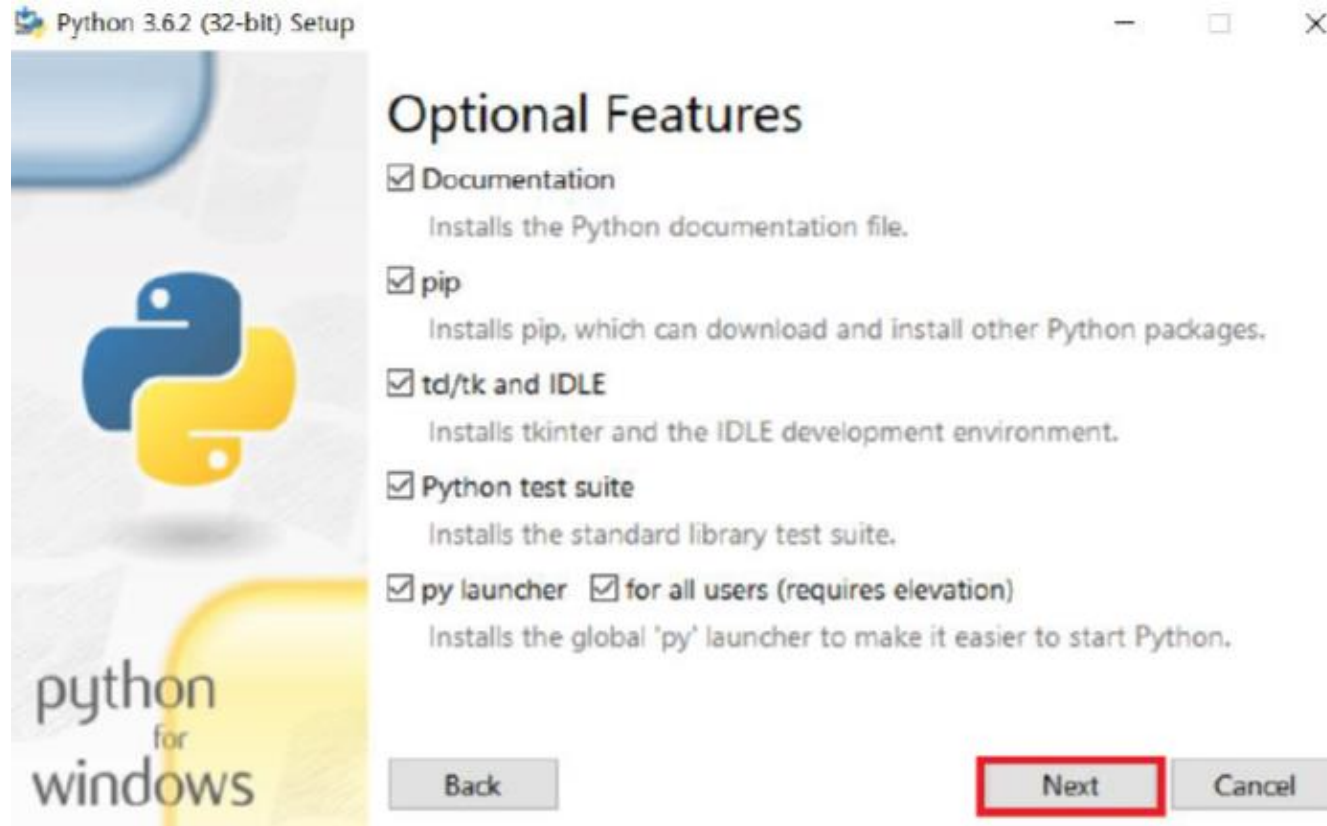 Python 3.6.2 (32-bit) Setup
Optional Features
Documentation
Installs the Python documentation file.
pip
Installs pip, which can download and install other Python packages.
tcl/tk and IDLE
Installs tkinter and the IDLE development environment.
Python test suite
Installs the standard library test suite.
py launcher for all users (requires elevation)
Installs the global 'py' launcher to make it easier to start Python.
python
for
windows
Back Next Cancel